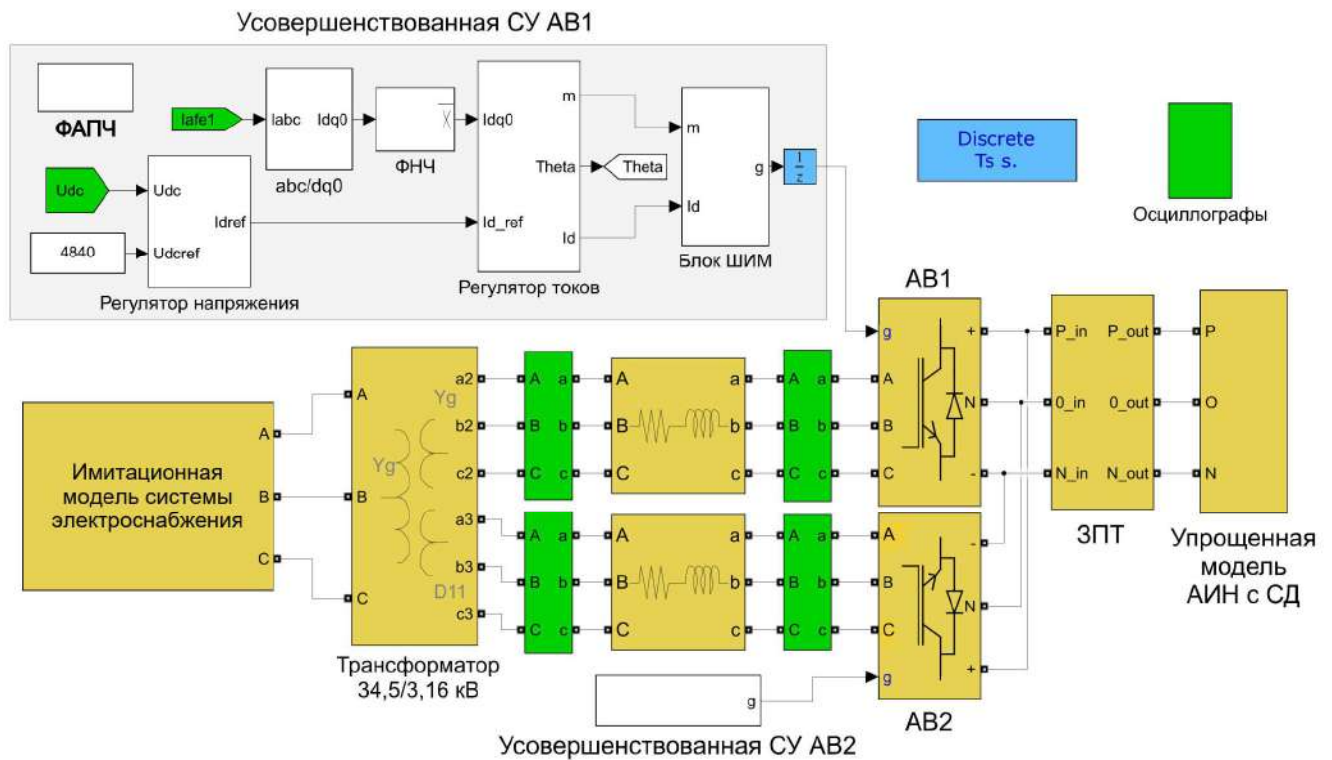 Усовершенствованная СУ АВ1
ФАПЧ
Iafe1
Iabc
Idq0
abc/dq0
ФНЧ
Idq0
Id_ref
m
Theta
Id
Регулятор токов
Theta
m
Id
g
Блок ШИМ
1
z
Udc
4840
Udc
Udcref
Idref
Регулятор напряжения
Discrete
Ts s.
Осциллографы
Имитационная
модель системы
электроснабжения
A
B
C
A
B
C
Yg
Yg
D11
a2
b2
c2
a3
b3
c3
Трансформатор
34,5/3,16 кВ
A a
B b
C c
A a
B b
C c
A a
B b
C c
A a
B b
C c
A a
B b
C c
A a
B b
C c
АВ1
g
A
B
C
+
N
-
A
B
C
g
-
N
+
АВ2
P_in P_out
0_in 0_out
N_in N_out
ЗПТ
P
O
N
Упрощенная
модель
АИН с СД
g
Усовершенствованная СУ АВ2